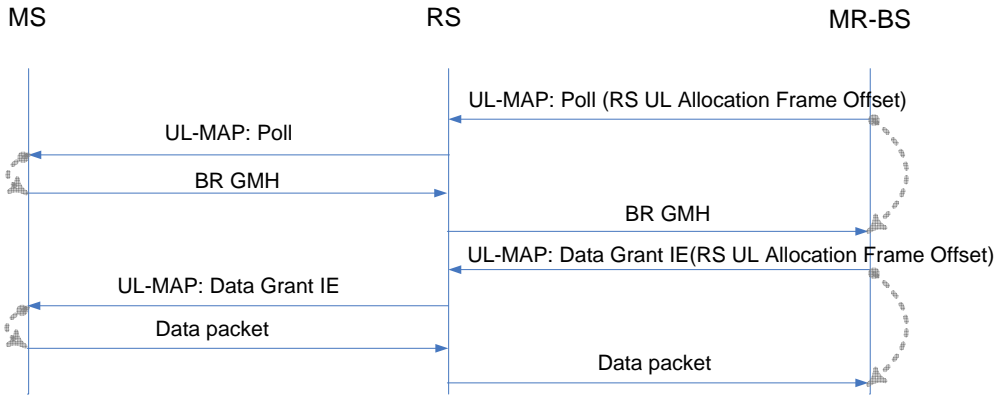 MS
RS
MR-BS
UL-MAP: Poll (RS UL Allocation Frame Offset)
UL-MAP: Poll
BR GMH
BR GMH
UL-MAP: Data Grant IE(RS UL Allocation Frame Offset)
UL-MAP: Data Grant IE
Data packet
Data packet